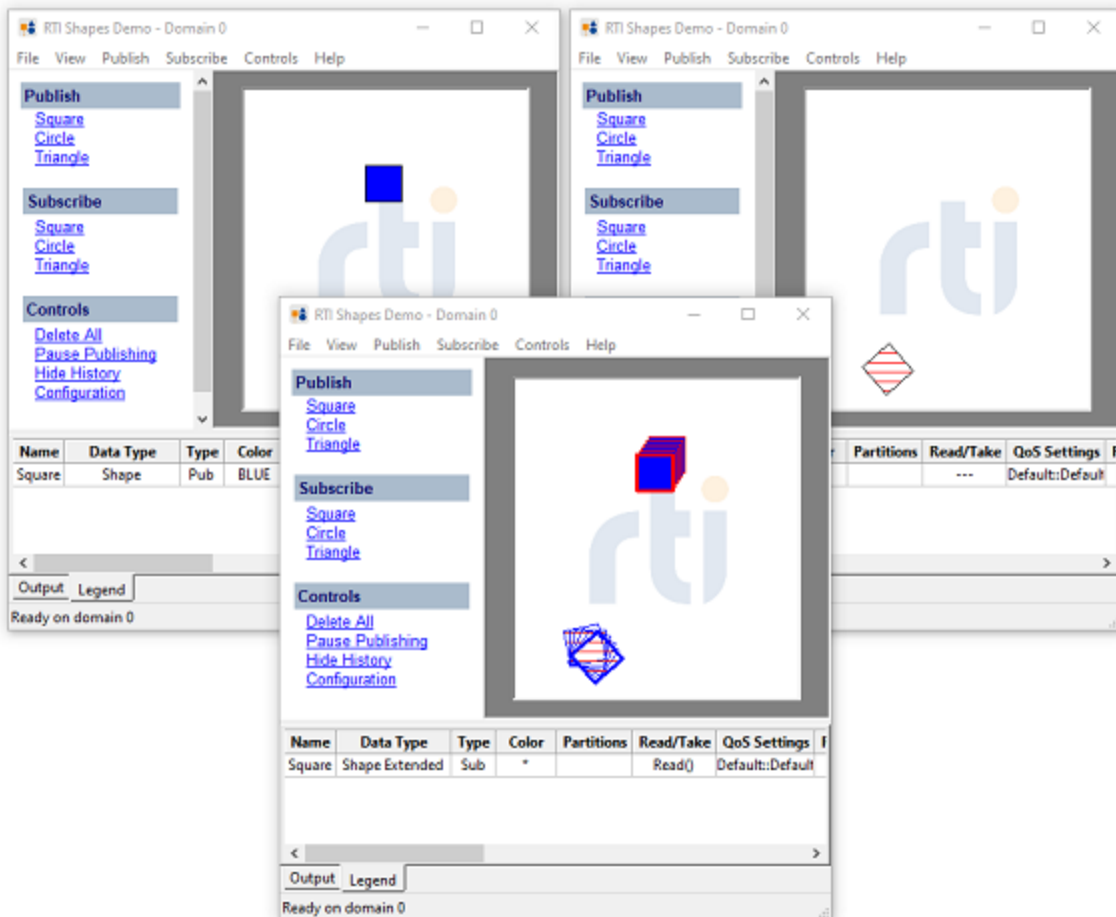 RTI Shapes Demo - Domain 0
File View Publish Subscribe Controls Help
Publish
Square
Circle
Triangle
Subscribe
Square
Circle
Triangle
Controls
Delete All
Pause Publishing
Hide History
Configuration
rti
Name Data Type Type Color
Square Shape Pub BLUE
Output Legend
Ready on domain 0
RTI Shapes Demo - Domain 0
File View Publish Subscribe Controls Help
Publish
Square
Circle
Triangle
Subscribe
Square
Circle
Triangle
rti
Partitions Read/Take QoS Settings
--- Default::Default
RTI Shapes Demo - Domain 0
File View Publish Subscribe Controls Help
Publish
Square
Circle
Triangle
Subscribe
Square
Circle
Triangle
Controls
Delete All
Pause Publishing
Hide History
Configuration
rti
Name Data Type Type Color Partitions Read/Take QoS Settings
Square Shape Extended Sub * Read() Default::Default
Output Legend
Ready on domain 0